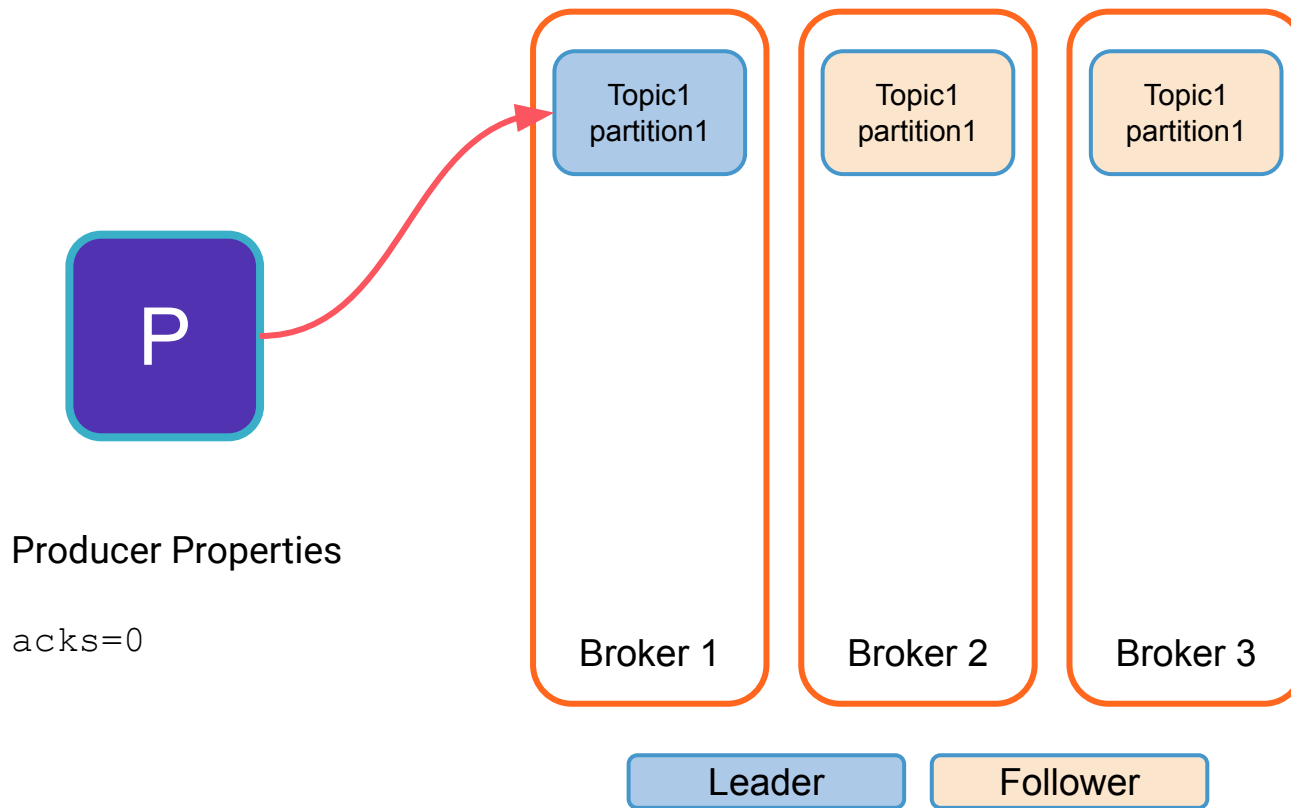 Topic1
partition1
Topic1
partition1
Topic1
partition1
P
Producer Properties
acks=0
Broker 1
Broker 2
Broker 3
Leader
Follower